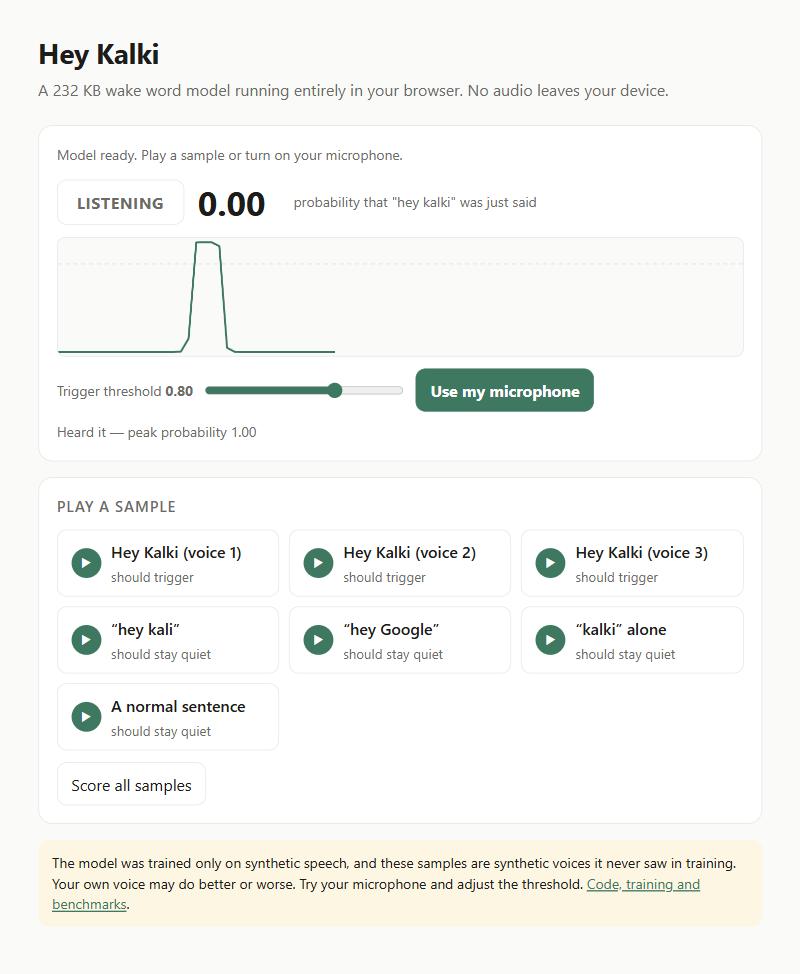 Hey Kalki
A 232 KB wake word model running entirely in your browser. No audio leaves your device.
Model ready. Play a sample or turn on your microphone.
LISTENING 0.00 probability that "hey kalki" was just said
Trigger threshold 0.80 Use my microphone
Heard it — peak probability 1.00
PLAY A SAMPLE
Hey Kalki (voice 1) Hey Kalki (voice 2) Hey Kalki (voice 3)
should trigger should trigger should trigger
“hey kali” “hey Google” “kalki” alone
should stay quiet should stay quiet should stay quiet
A normal sentence
should stay quiet
Score all samples
The model was trained only on synthetic speech, and these samples are synthetic voices it never saw in training.
Your own voice may do better or worse. Try your microphone and adjust the threshold. Code, training and
benchmarks.